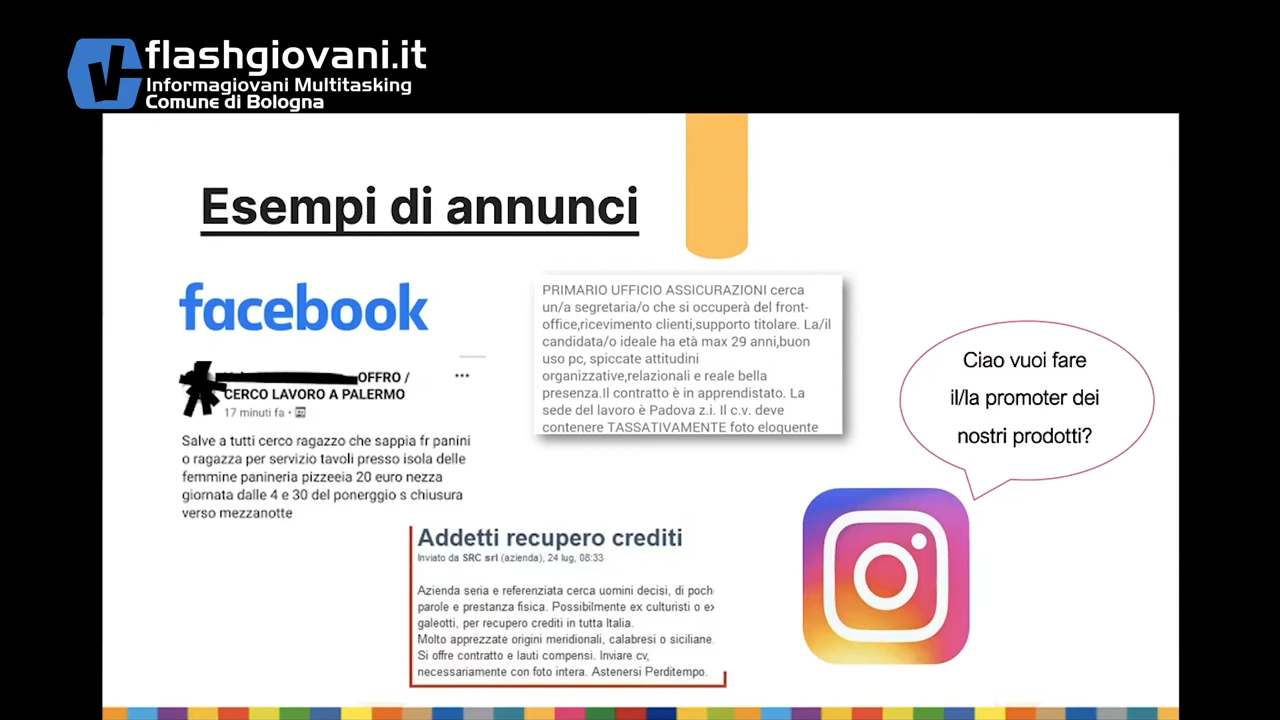 flashgiovani.it
Informagiovani Multitasking
Comune di Bologna
Esempi di annunci
facebook
OFFRO /
CERCO LAVORO A PALERMO
17 minuti fa •
Salve a tutti cerco ragazzo che sappia fr panini
o ragazza per servizio tavoli presso isola delle
femmine panineria pizzeeia 20 euro nezza
giornata dalle 4 e 30 del ponerggio s chiusura
verso mezzanotte
PRIMARIO UFFICIO ASSICURAZIONI cerca
un/a segretaria/o che si occuperà del front-
office,ricevimento clienti,supporto titolare. La/il
candidata/o ideale ha età max 29 anni,buon
uso pc, spiccate attitudini
organizzative,relazionali e reale bella
presenza.Il contratto è in apprendistato. La
sede del lavoro è Padova z.i. Il c.v. deve
contenere TASSATIVAMENTE foto eloquente
Ciao vuoi fare
il/la promoter dei
nostri prodotti?
Addetti recupero crediti
Inviato da SRC srl (azienda), 24 lug, 08:33
Azienda seria e referenziata cerca uomini decisi, di poch
parole e prestanza fisica. Possibilmente ex culturisti o ex
galeotti, per recupero crediti in tutta Italia.
Molto apprezzate origini meridionali, calabresi o siciliane.
Si offre contratto e lauti compensi. Inviare cv,
necessariamente con foto intera. Astenersi Perditempo.